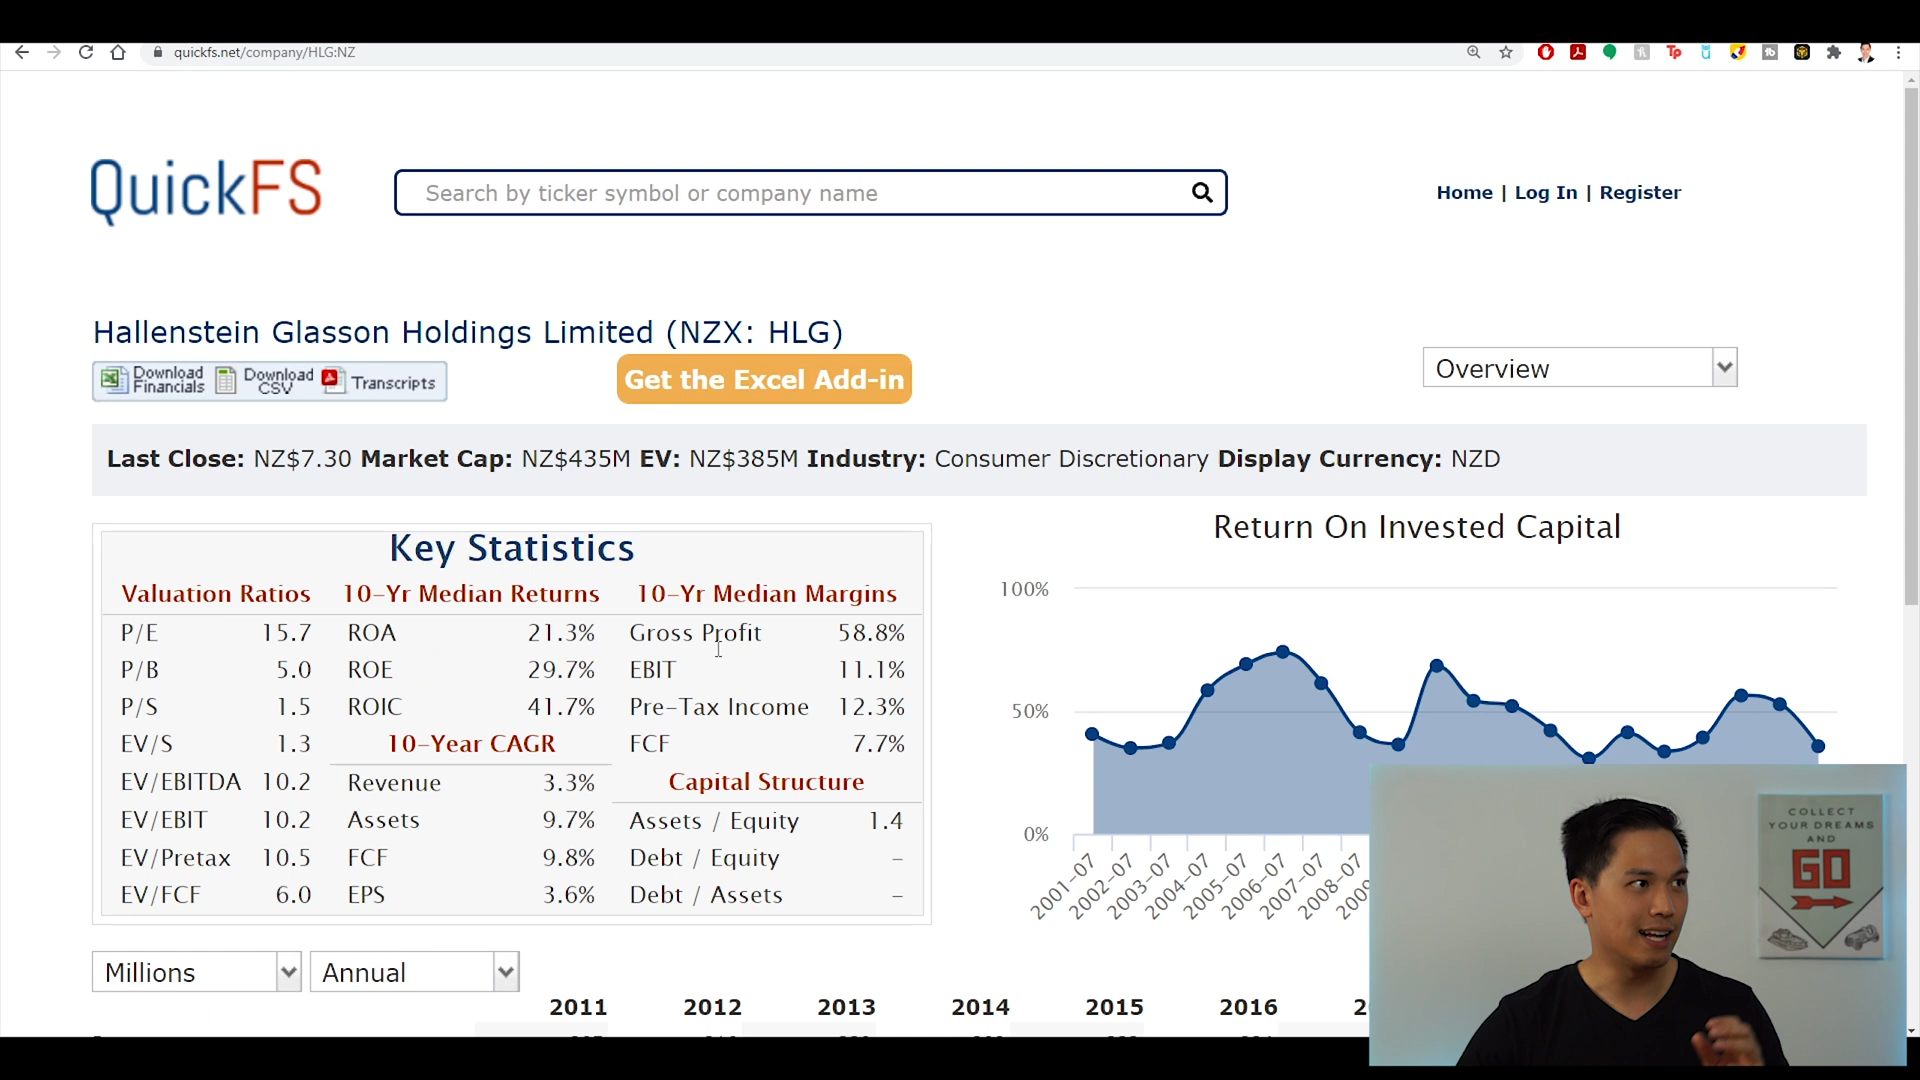 quickfs.net/company/HLG:NZ
QuickFS
Search by ticker symbol or company name
Home | Log In | Register
Hallenstein Glasson Holdings Limited (NZX: HLG)
Download Financials
Download CSV
Transcripts
Get the Excel Add-in
Overview
Last Close: NZ$7.30 Market Cap: NZ$435M EV: NZ$385M Industry: Consumer Discretionary Display Currency: NZD
Key Statistics
Valuation Ratios 10-Yr Median Returns 10-Yr Median Margins
P/E 15.7 ROA 21.3% Gross Profit 58.8%
P/B 5.0 ROE 29.7% EBIT 11.1%
P/S 1.5 ROIC 41.7% Pre-Tax Income 12.3%
EV/S 1.3 10-Year CAGR FCF 7.7%
EV/EBITDA 10.2 Revenue 3.3% Capital Structure
EV/EBIT 10.2 Assets 9.7% Assets / Equity 1.4
EV/Pretax 10.5 FCF 9.8% Debt / Equity –
EV/FCF 6.0 EPS 3.6% Debt / Assets –
Return On Invested Capital
100%
50%
0%
2001-07 2002-07 2003-07 2004-07 2005-07 2006-07 2007-07 2008-07
COLLECT
YOUR DREAMS
AND
GO
Millions Annual
2011 2012 2013 2014 2015 2016